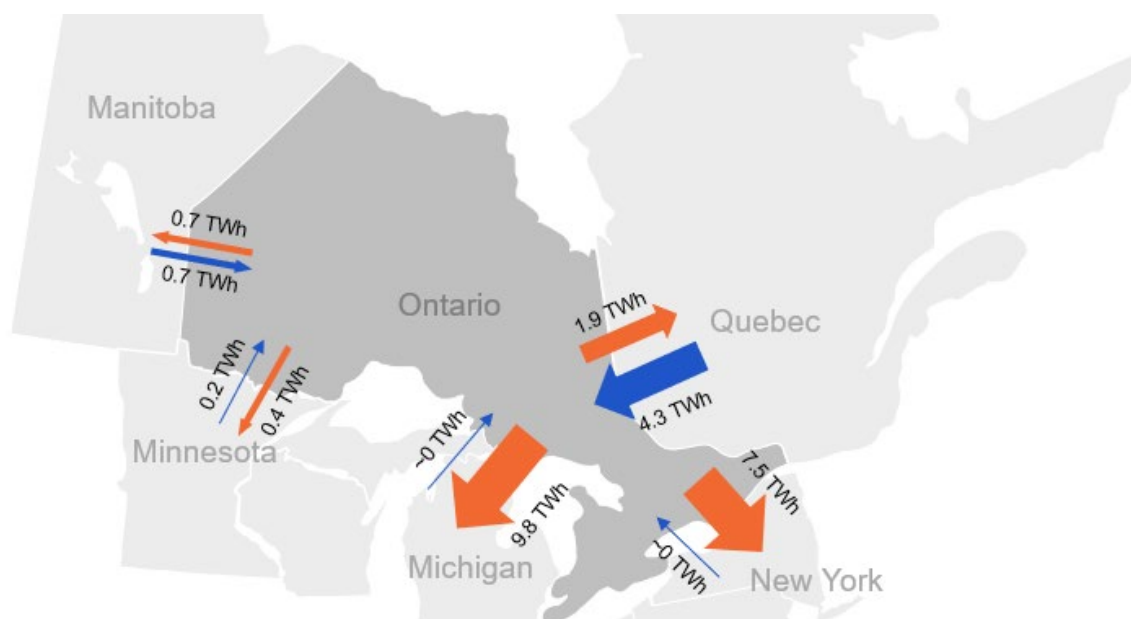 Manitoba
0.7 TWh
0.7 TWh
Ontario
1.9 TWh
Quebec
4.3 TWh
0.2 TWh
0.4 TWh
Minnesota
~0 TWh
9.8 TWh
Michigan
7.5 TWh
~0 TWh
New York